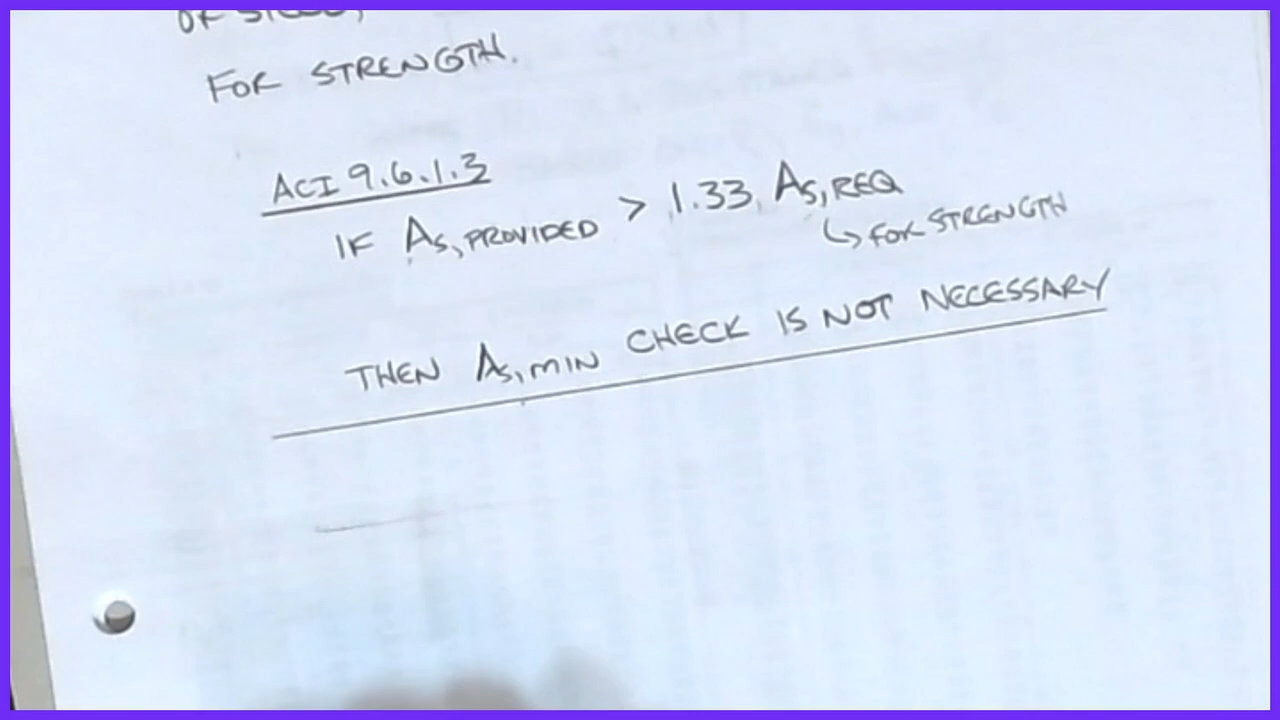 FOR STRENGTH.
ACI 9.6.1.3
IF As,PROVIDED > 1.33 As,REQ
↳ FOR STRENGTH
THEN As,MIN CHECK IS NOT NECESSARY